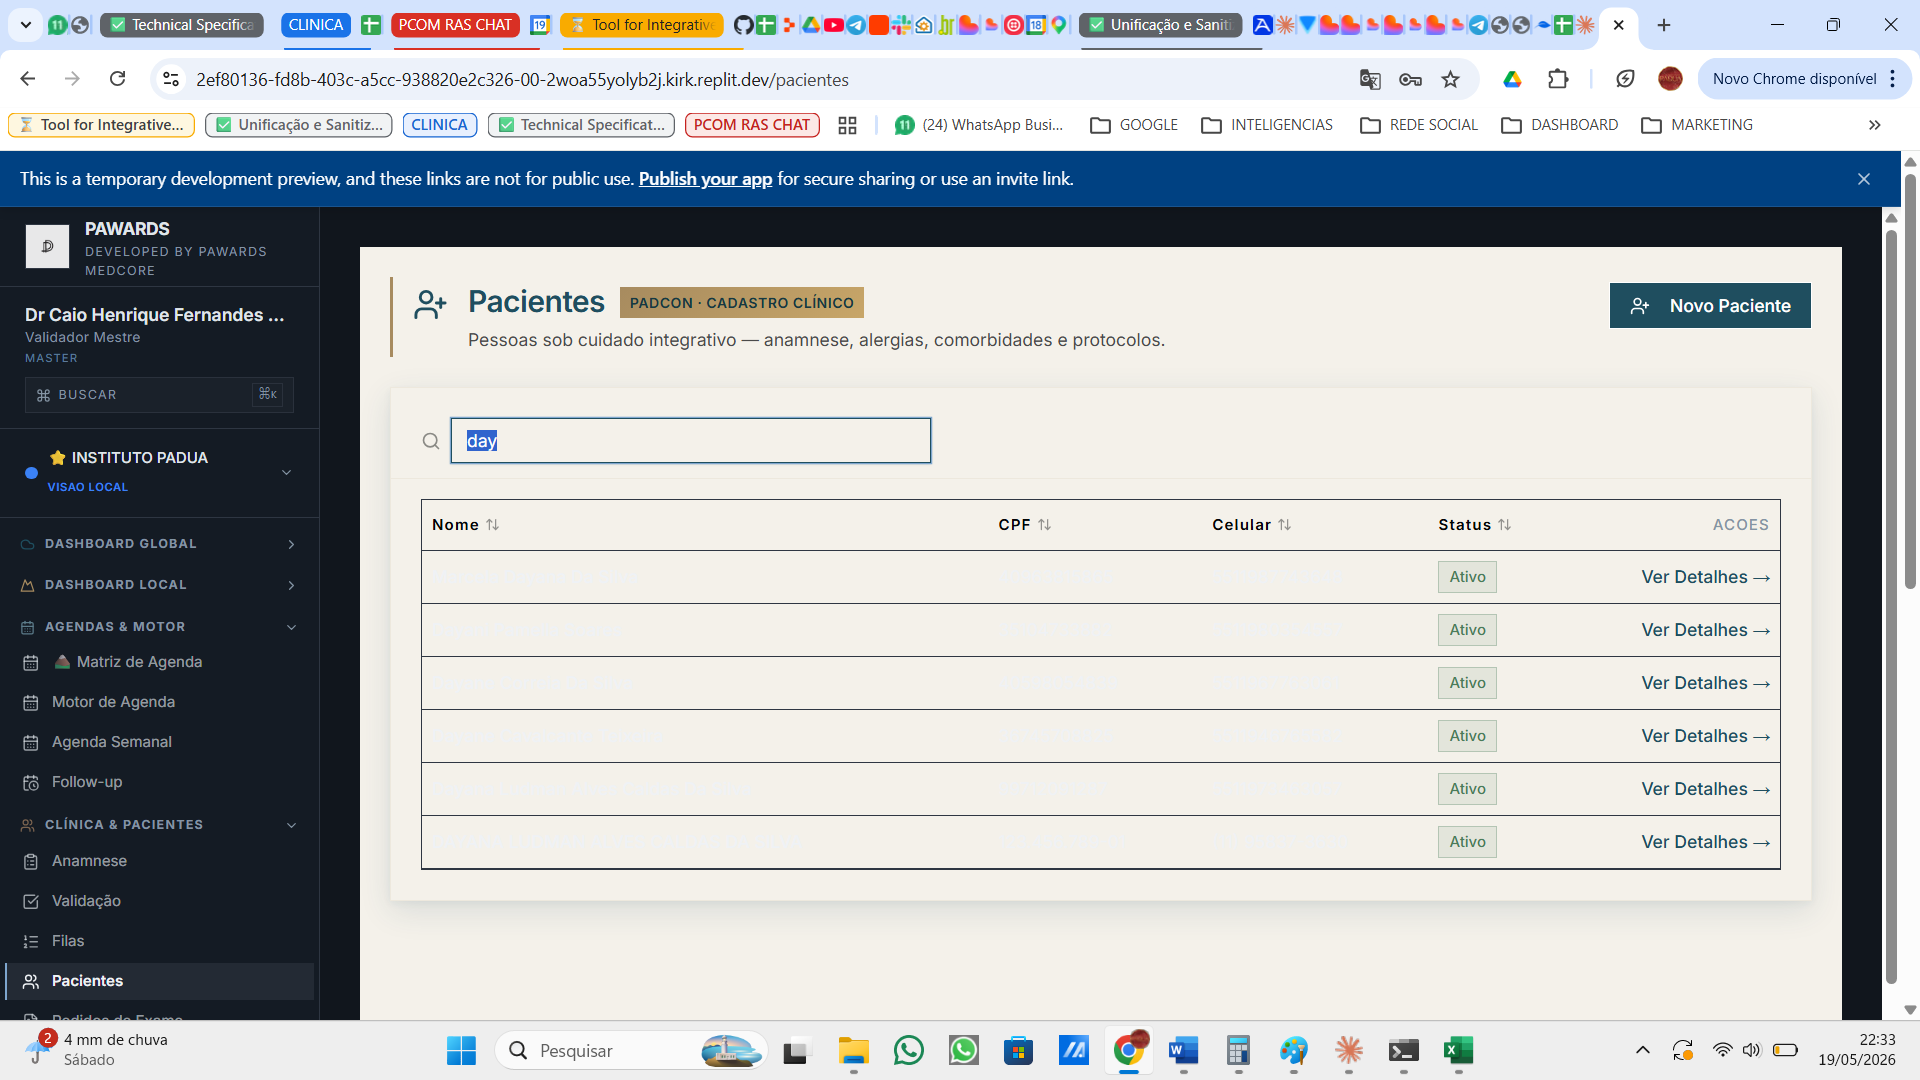 Technical Specifica
CLINICA
PCOM RAS CHAT
Tool for Integrative
Unificação e Saniti
2ef80136-fd8b-403c-a5cc-938820e2c326-00-2woa55yolyb2j.kirk.replit.dev/pacientes
Novo Chrome disponível
Tool for Integrative...
Unificação e Sanitiz...
CLINICA
Technical Specificat...
PCOM RAS CHAT
(24) WhatsApp Busi...
GOOGLE
INTELIGENCIAS
REDE SOCIAL
DASHBOARD
MARKETING
This is a temporary development preview, and these links are not for public use. Publish your app for secure sharing or use an invite link.
PAWARDS
DEVELOPED BY PAWARDS
MEDCORE
Dr Caio Henrique Fernandes ...
Validador Mestre
MASTER
BUSCAR
⌘K
INSTITUTO PADUA
VISAO LOCAL
DASHBOARD GLOBAL
DASHBOARD LOCAL
AGENDAS & MOTOR
Matriz de Agenda
Motor de Agenda
Agenda Semanal
Follow-up
CLÍNICA & PACIENTES
Anamnese
Validação
Filas
Pacientes
Pedidos de Exame
Pacientes
PADCON · CADASTRO CLÍNICO
Novo Paciente
Pessoas sob cuidado integrativo — anamnese, alergias, comorbidades e protocolos.
day
Nome CPF Celular Status ACOES
Ativo Ver Detalhes →
Ativo Ver Detalhes →
Ativo Ver Detalhes →
Ativo Ver Detalhes →
Ativo Ver Detalhes →
Ativo Ver Detalhes →
2
4 mm de chuva
Sábado
Pesquisar
22:33
19/05/2026